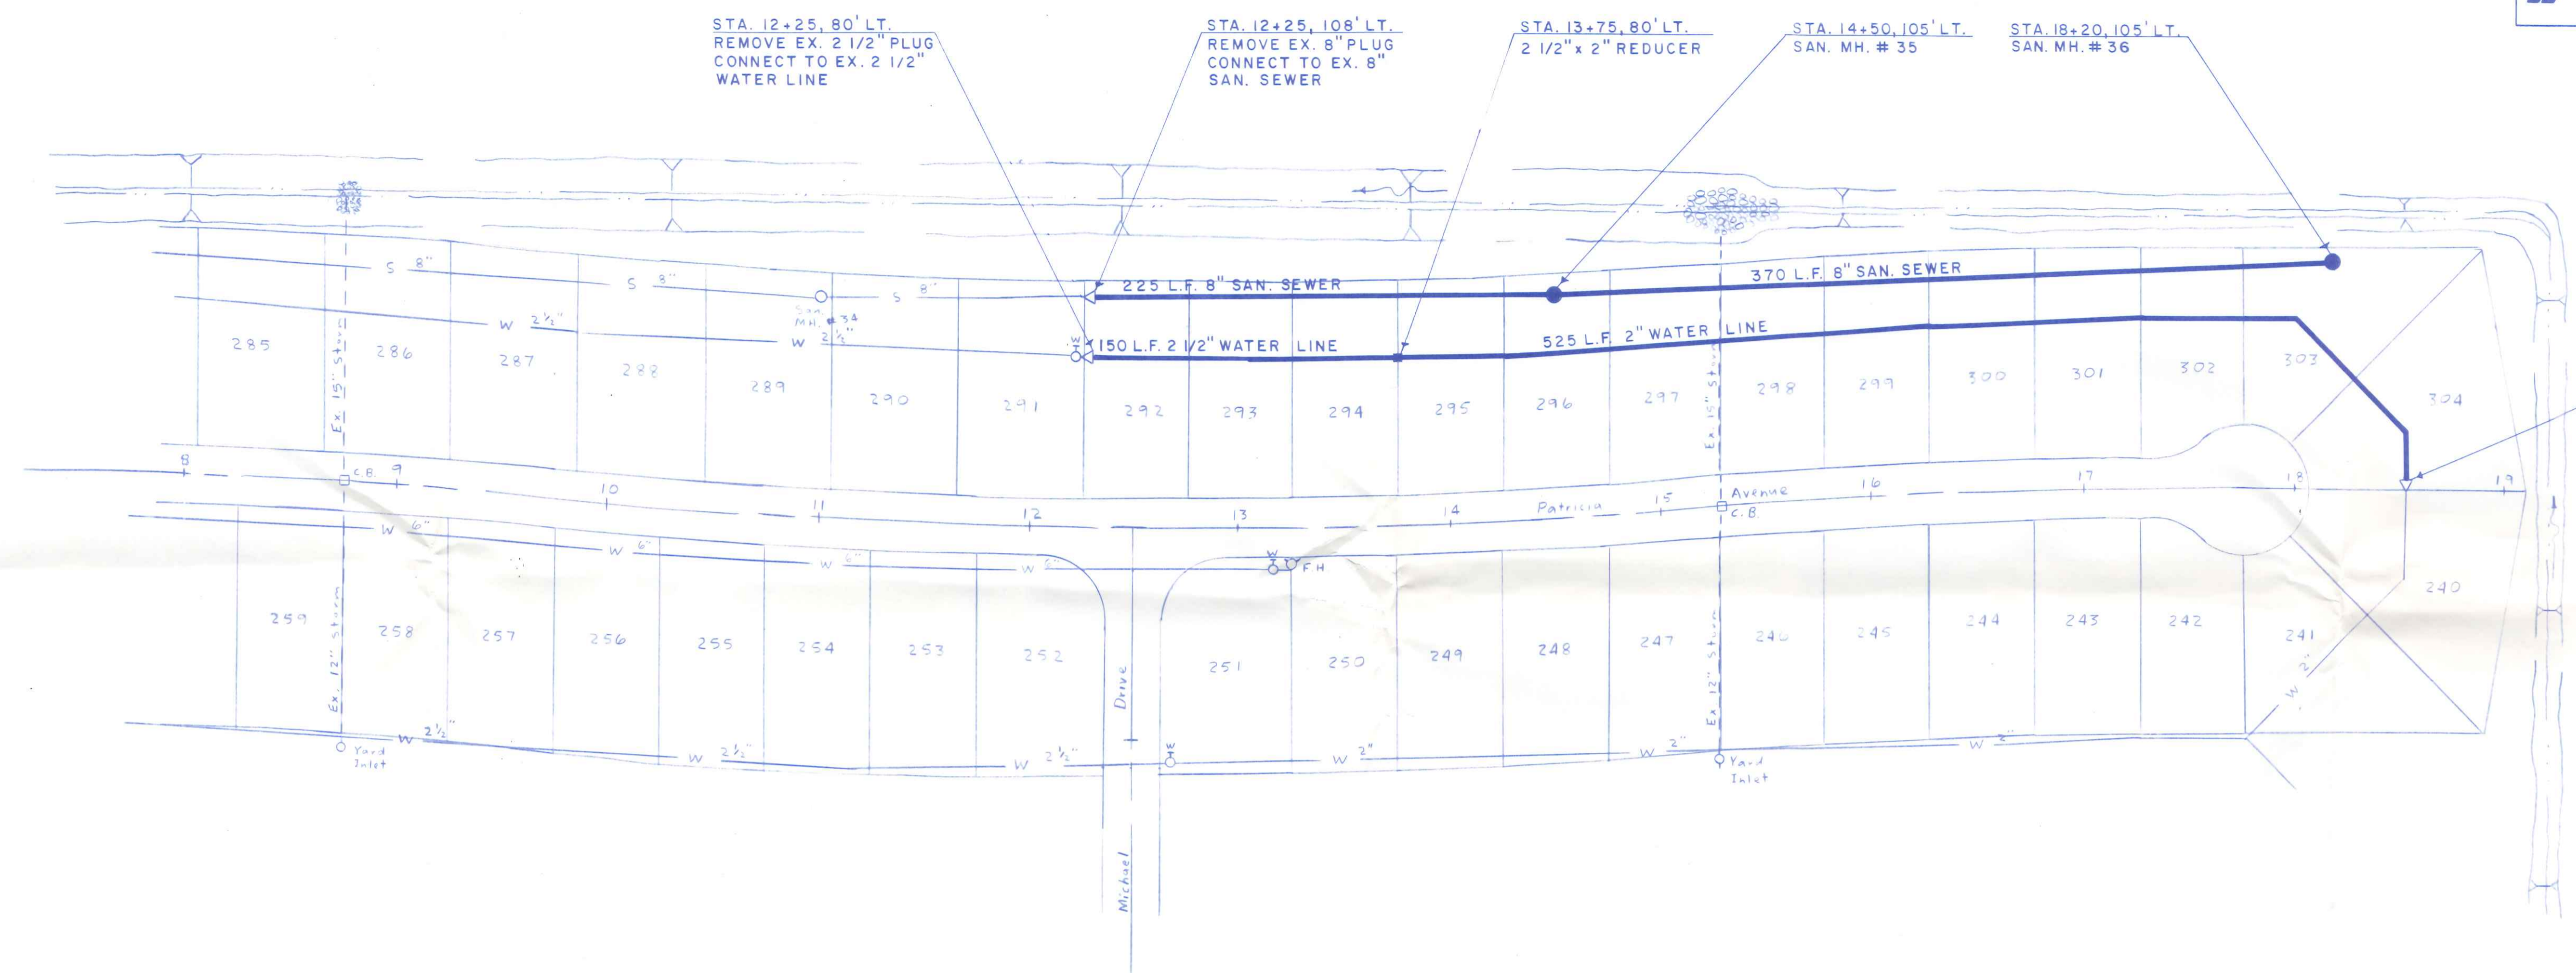 STA. 12+25, 80' LT.
REMOVE EX. 2 1/2" PLUG
CONNECT TO EX. 2 1/2"
WATER LINE
STA. 12+25, 108' LT.
REMOVE EX. 8" PLUG
CONNECT TO EX. 8"
SAN. SEWER
STA. 13+75, 80' LT.
2 1/2" x 2" REDUCER
STA. 14+50, 105' LT.
SAN. MH. # 35
STA. 18+20, 105' LT.
SAN. MH. # 36
S 8"
S 8"
S 8"
225 L.F. 8" SAN. SEWER
370 L.F. 8" SAN. SEWER
San.
MH. # 34
W 2 1/2"
W 2 1/2"
W
150 L.F. 2 1/2" WATER LINE
525 L.F. 2" WATER LINE
285
Ex. 15" Storm
286
287
288
289
290
291
292
293
294
295
296
297
Ex. 15" Storm
298
299
300
301
302
303
304
8
C.B.
9
10
11
12
13
14
Patricia
15
Avenue
C.B.
16
17
18
19
W 6"
W 6"
W 6"
W 6"
W
F.H
259
Ex. 12" Storm
258
257
256
255
254
253
252
Drive
251
250
249
248
247
Ex 12" Storm
246
245
244
243
242
241
240
W 2"
Yard
Inlet
W 2 1/2"
W 2 1/2"
W 2 1/2"
W
W 2"
W 2"
W 2"
Yard
Inlet
Michael